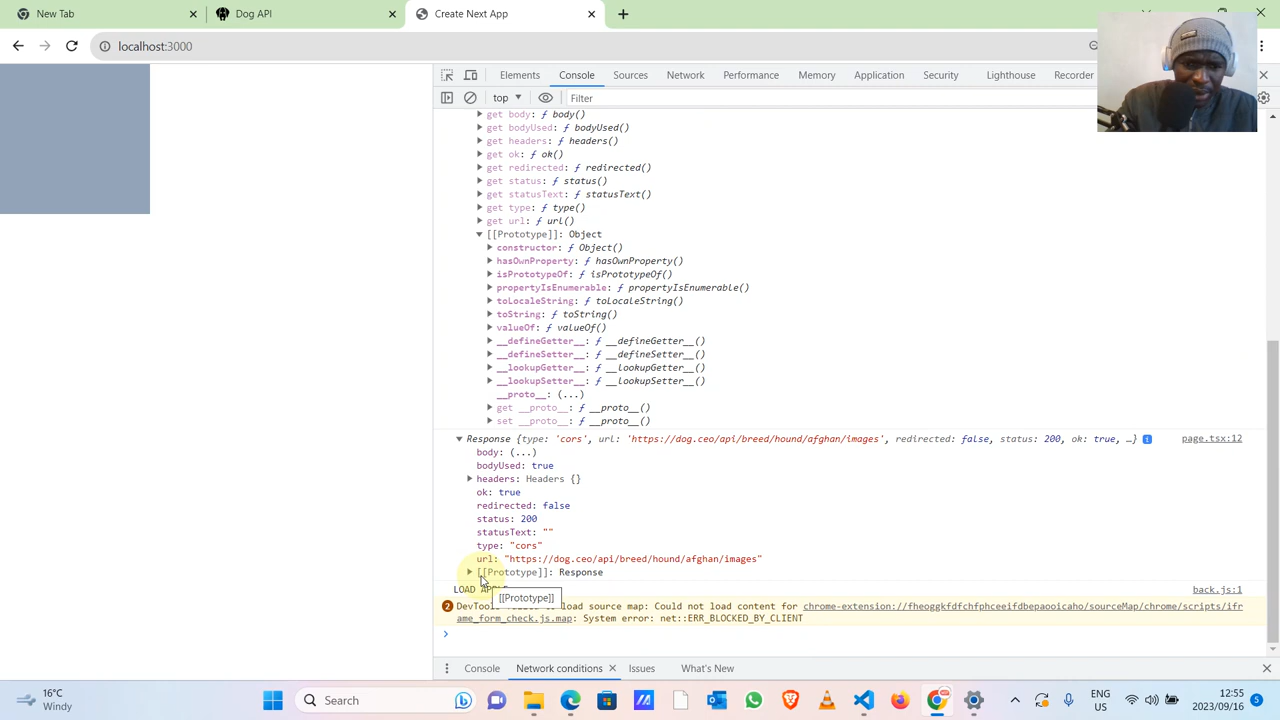 New Tab
Dog API
Create Next App
localhost:3000
Elements Console Sources Network Performance Memory Application Security Lighthouse Recorder
top Filter
get body: ƒ body()
get bodyUsed: ƒ bodyUsed()
get headers: ƒ headers()
get ok: ƒ ok()
get redirected: ƒ redirected()
get status: ƒ status()
get statusText: ƒ statusText()
get type: ƒ type()
get url: ƒ url()
[[Prototype]]: Object
constructor: ƒ Object()
hasOwnProperty: ƒ hasOwnProperty()
isPrototypeOf: ƒ isPrototypeOf()
propertyIsEnumerable: ƒ propertyIsEnumerable()
toLocaleString: ƒ toLocaleString()
toString: ƒ toString()
valueOf: ƒ valueOf()
__defineGetter__: ƒ __defineGetter__()
__defineSetter__: ƒ __defineSetter__()
__lookupGetter__: ƒ __lookupGetter__()
__lookupSetter__: ƒ __lookupSetter__()
__proto__: (...)
get __proto__: ƒ __proto__()
set __proto__: ƒ __proto__()
Response {type: 'cors', url: 'https://dog.ceo/api/breed/hound/afghan/images', redirected: false, status: 200, ok: true, …} i page.tsx:12
body: (...)
bodyUsed: true
headers: Headers {}
ok: true
redirected: false
status: 200
statusText: ""
type: "cors"
url: "https://dog.ceo/api/breed/hound/afghan/images"
[[Prototype]]: Response
LOAD back.js:1
[[Prototype]]
2 DevTools to load source map: Could not load content for chrome-extension://fheoggkfdfchfphceeifdbepaooicaho/sourceMap/chrome/scripts/ifr
ame_form_check.js.map: System error: net::ERR_BLOCKED_BY_CLIENT
Console Network conditions Issues What's New
16°C
Windy
Search
ENG
US
12:55
2023/09/16
5